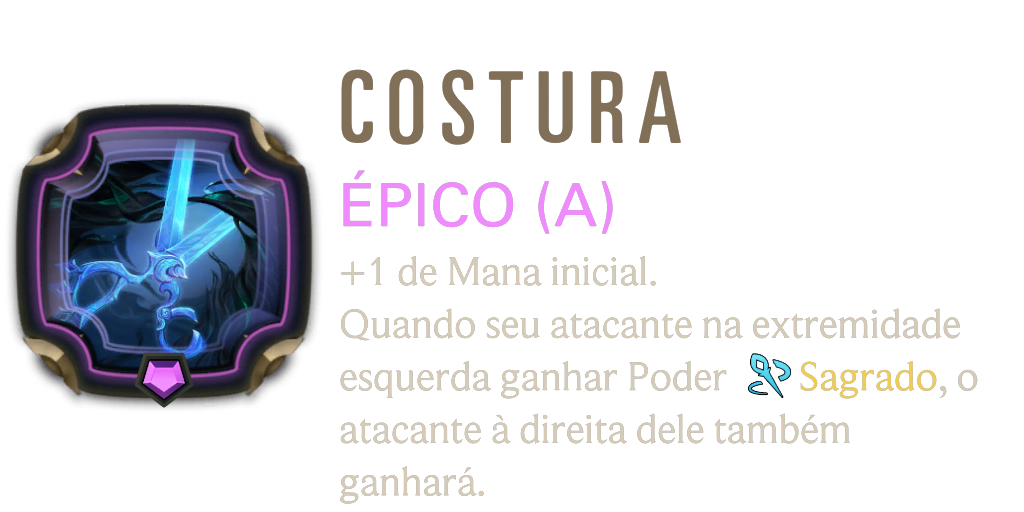 COSTURA
ÉPICO (A)
+1 de Mana inicial.
Quando seu atacante na extremidade
esquerda ganhar Poder Sagrado, o
atacante à direita dele também
ganhará.